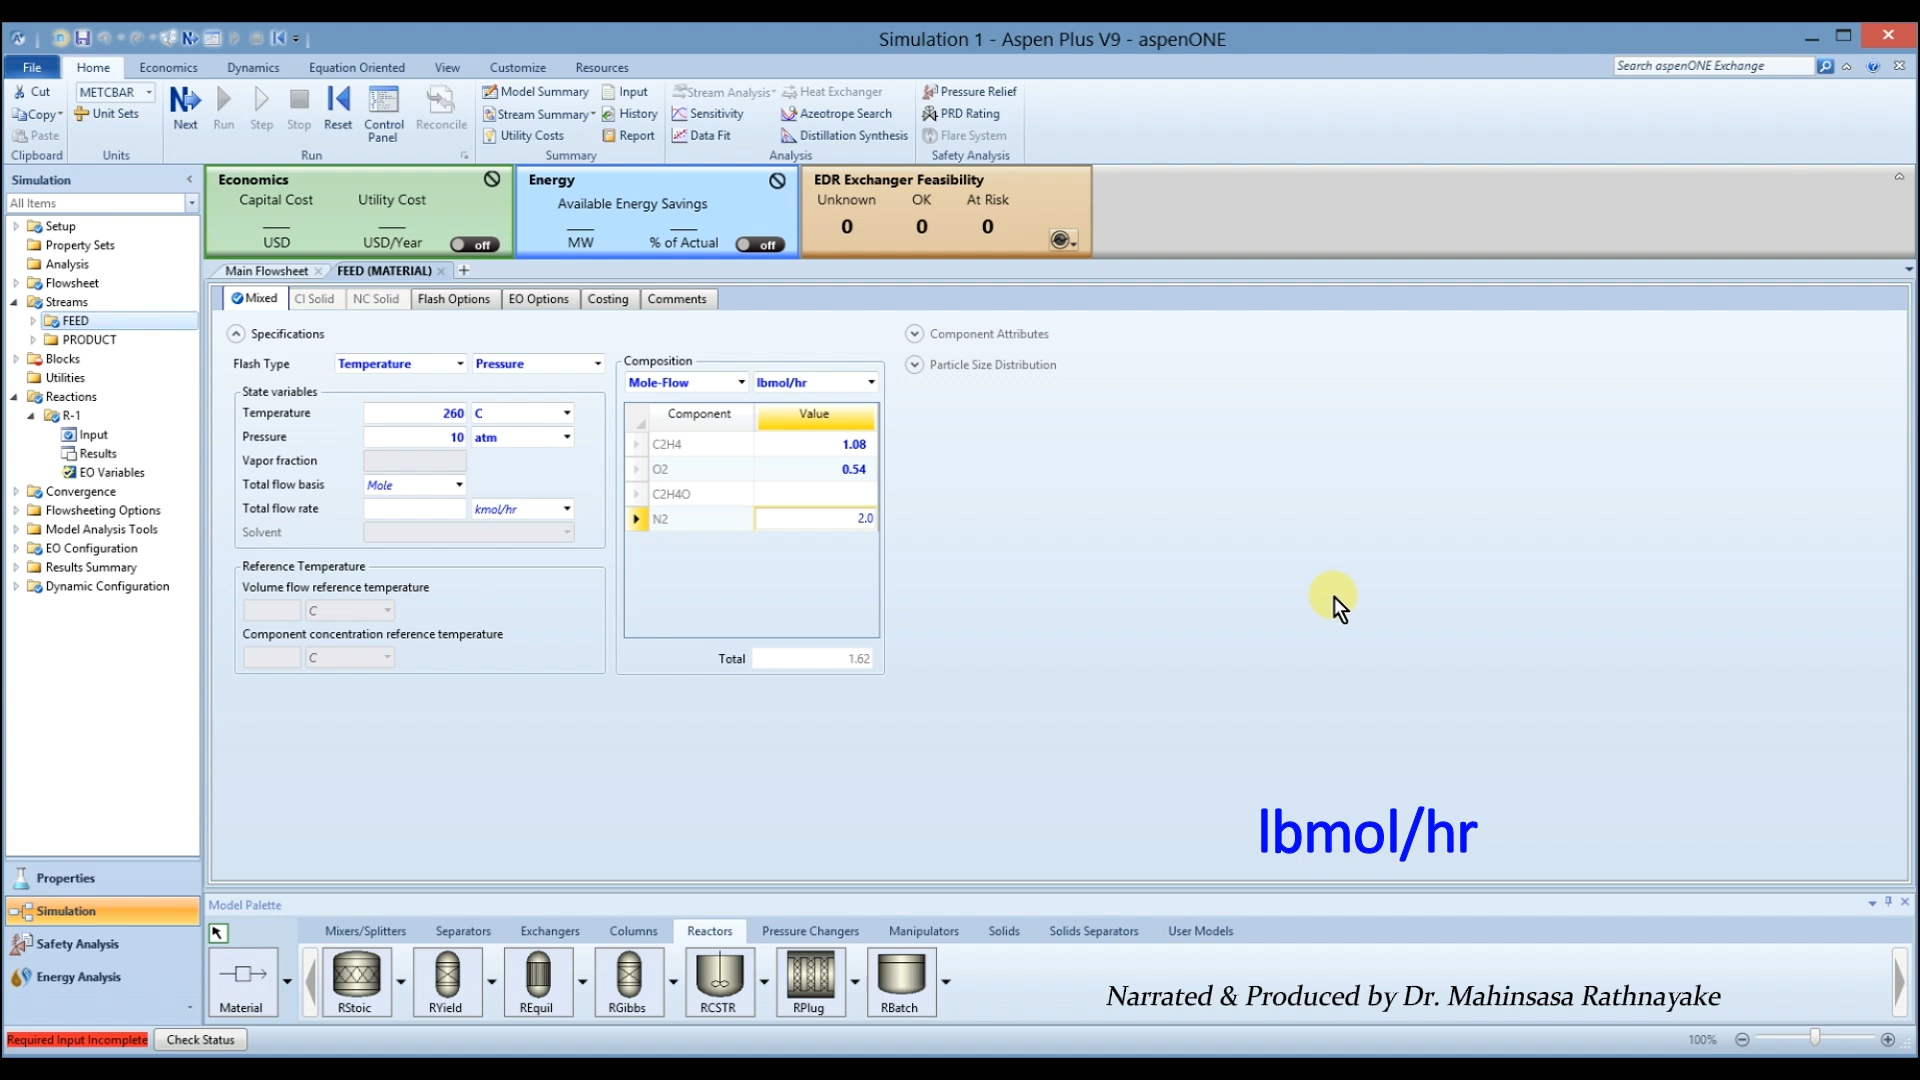 Simulation 1 - Aspen Plus V9 - aspenONE
File Home Economics Dynamics Equation Oriented View Customize Resources Search aspenONE Exchange
Cut METCBAR Model Summary Input Stream Analysis Heat Exchanger Pressure Relief
Copy Unit Sets Stream Summary History Sensitivity Azeotrope Search PRD Rating
Paste Next Run Step Stop Reset Control Panel Reconcile Utility Costs Report Data Fit Distillation Synthesis Flare System
Clipboard Units Run Summary Analysis Safety Analysis
Simulation
All Items
Setup
Property Sets
Analysis
Flowsheet
Streams
FEED
PRODUCT
Blocks
Utilities
Reactions
R-1
Input
Results
EO Variables
Convergence
Flowsheeting Options
Model Analysis Tools
EO Configuration
Results Summary
Dynamic Configuration
Properties
Simulation
Safety Analysis
Energy Analysis
Economics
Capital Cost Utility Cost
USD USD/Year off
Energy
Available Energy Savings
MW % of Actual off
EDR Exchanger Feasibility
Unknown OK At Risk
0 0 0
Main Flowsheet FEED (MATERIAL) +
Mixed CI Solid NC Solid Flash Options EO Options Costing Comments
Specifications
Flash Type Temperature Pressure
State variables
Temperature 260 C
Pressure 10 atm
Vapor fraction
Total flow basis Mole
Total flow rate kmol/hr
Solvent
Reference Temperature
Volume flow reference temperature
C
Component concentration reference temperature
C
Composition
Mole-Flow lbmol/hr
Component Value
C2H4 1.08
O2 0.54
C2H4O
N2 2.0
Total 1.62
Component Attributes
Particle Size Distribution
lbmol/hr
Model Palette
Mixers/Splitters Separators Exchangers Columns Reactors Pressure Changers Manipulators Solids Solids Separators User Models
Material RStoic RYield REquil RGibbs RCSTR RPlug RBatch
Narrated & Produced by Dr. Mahinsasa Rathnayake
Required Input Incomplete Check Status 100%